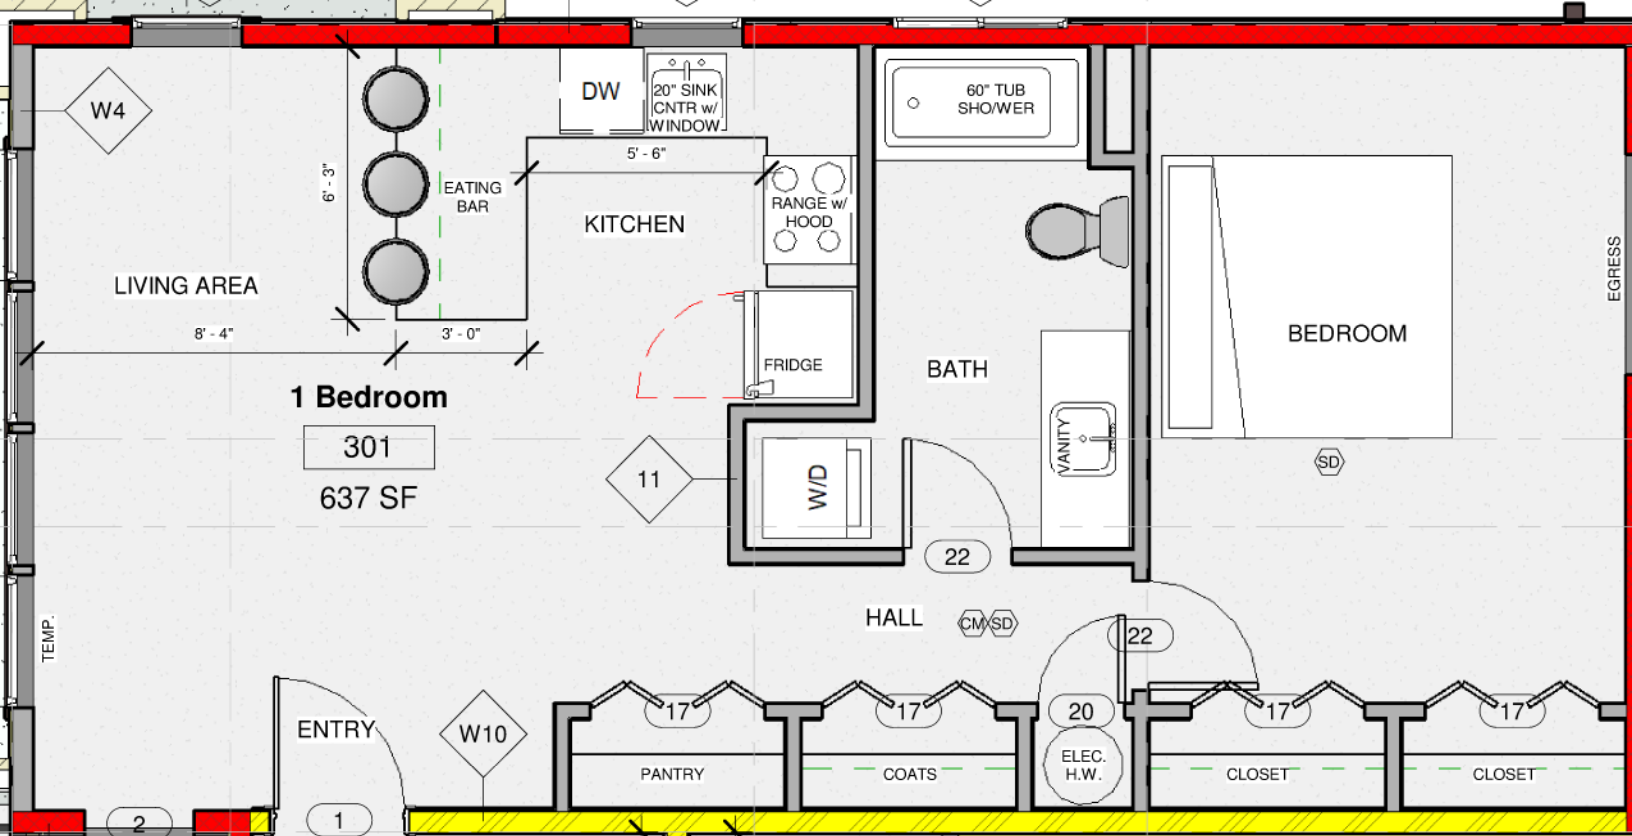 W4
DW
20" SINK
CNTR w/
WINDOW
60" TUB
SHO/WER
5' - 6"
6' - 3"
EATING
BAR
KITCHEN
RANGE w/
HOOD
LIVING AREA
EGRESS
8' - 4"
3' - 0"
BEDROOM
FRIDGE
BATH
1 Bedroom
301
637 SF
VANITY
SD
11
W/D
22
HALL
CM
SD
22
TEMP.
ENTRY
W10
17
17
20
17
17
PANTRY
COATS
ELEC.
H.W.
CLOSET
CLOSET
2
1